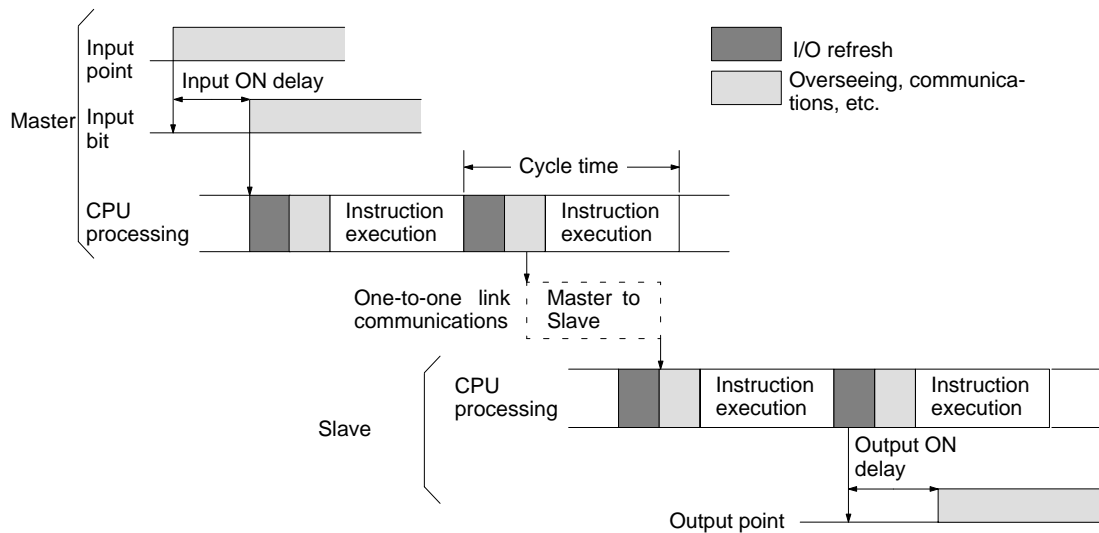 Input
point
I/O refresh
Overseeing, communica-
tions, etc.
Input ON delay
Master
Input
bit
Cycle time
CPU
processing
Instruction
execution
Instruction
execution
One-to-one link
communications
Master to
Slave
CPU
processing
Instruction
execution
Instruction
execution
Slave
Output ON
delay
Output point